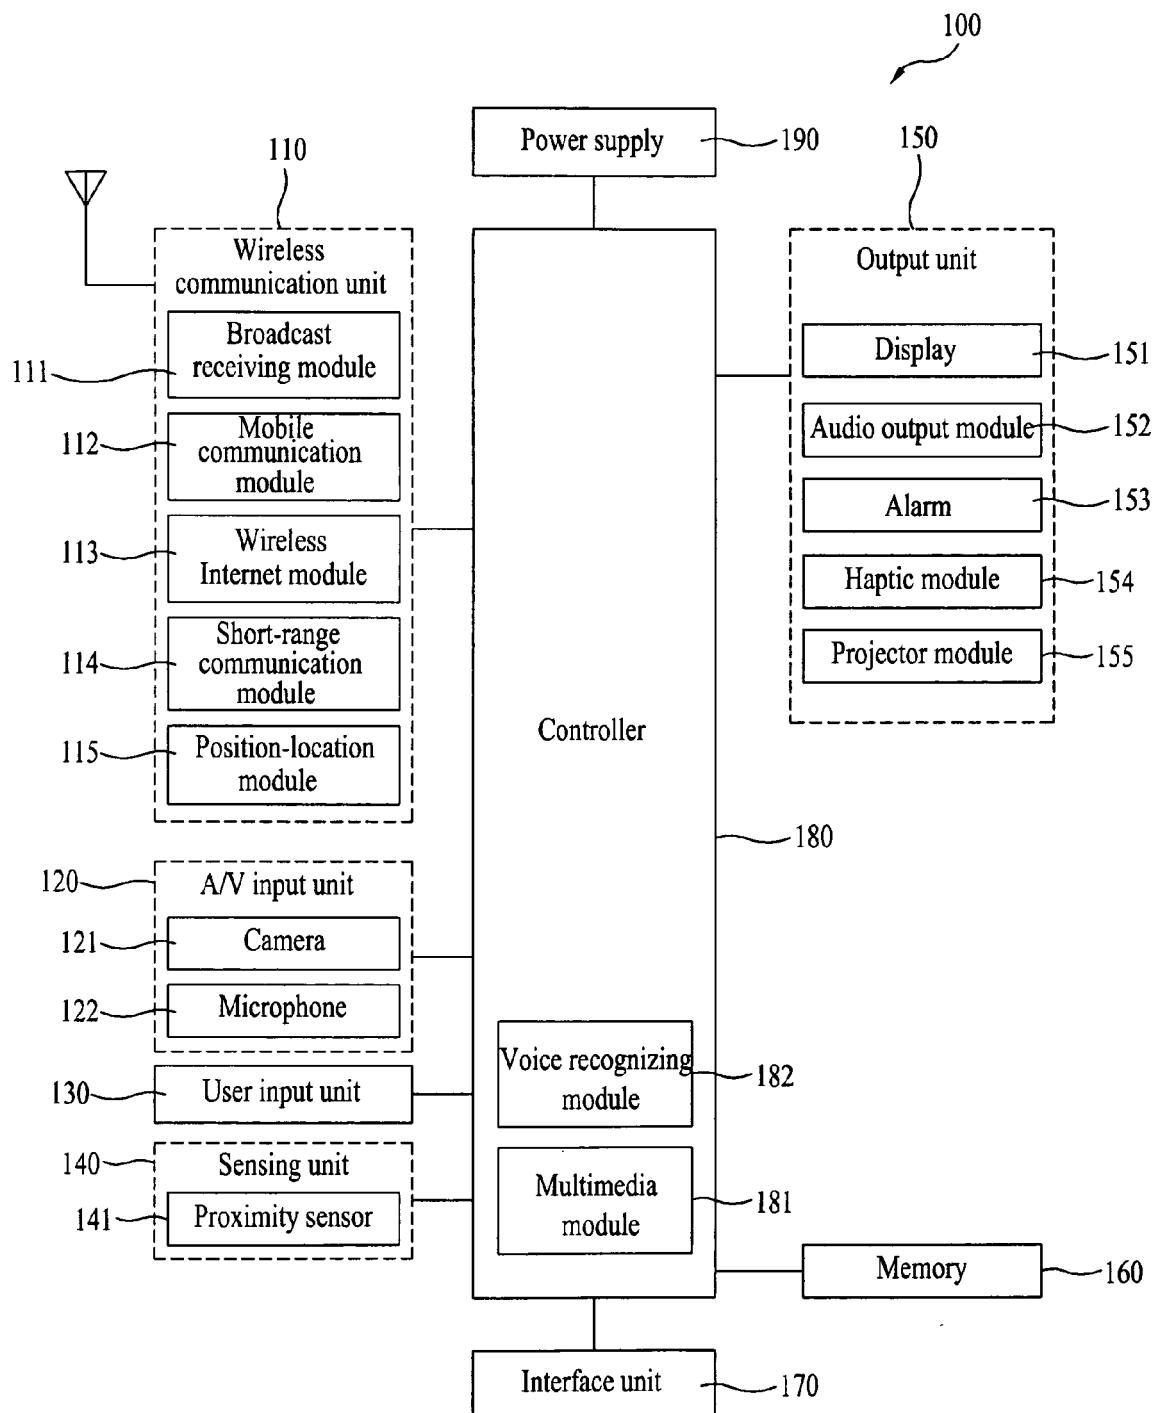 100
Power supply
190
110
150
Wireless
communication unit
Broadcast
receiving module
111
Mobile
communication
module
112
Wireless
Internet module
113
Short-range
communication
module
114
Position-location
module
115
Output unit
Display
151
Audio output module
152
Alarm
153
Haptic module
154
Projector module
155
Controller
180
120
A/V input unit
121
Camera
122
Microphone
130
User input unit
140
Sensing unit
141
Proximity sensor
Voice recognizing
module
182
Multimedia
module
181
Memory
160
Interface unit
170